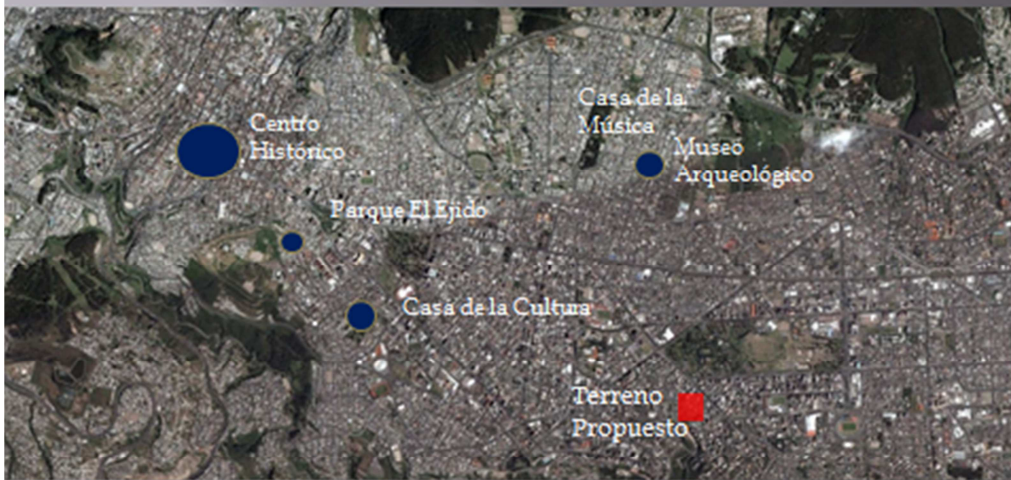 Casa de la
Música
Centro
Histórico
Museo
Arqueológico
Parque El Ejido
Casa de la Cultura
Terreno
Propuesto